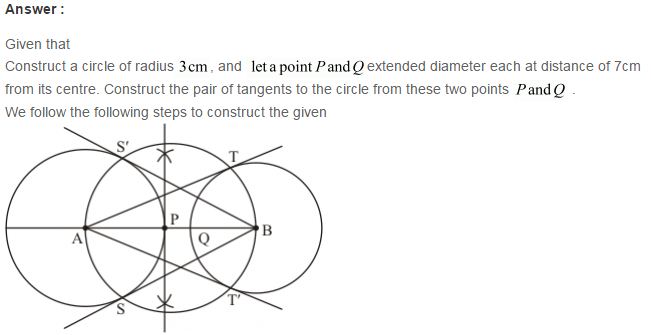 Answer :
Given that
Construct a circle of radius 3 cm , and let a point P and Q extended diameter each at distance of 7cm
from its centre. Construct the pair of tangents to the circle from these two points P and Q .
We follow the following steps to construct the given
S'
T
P
A
Q
B
S
T'